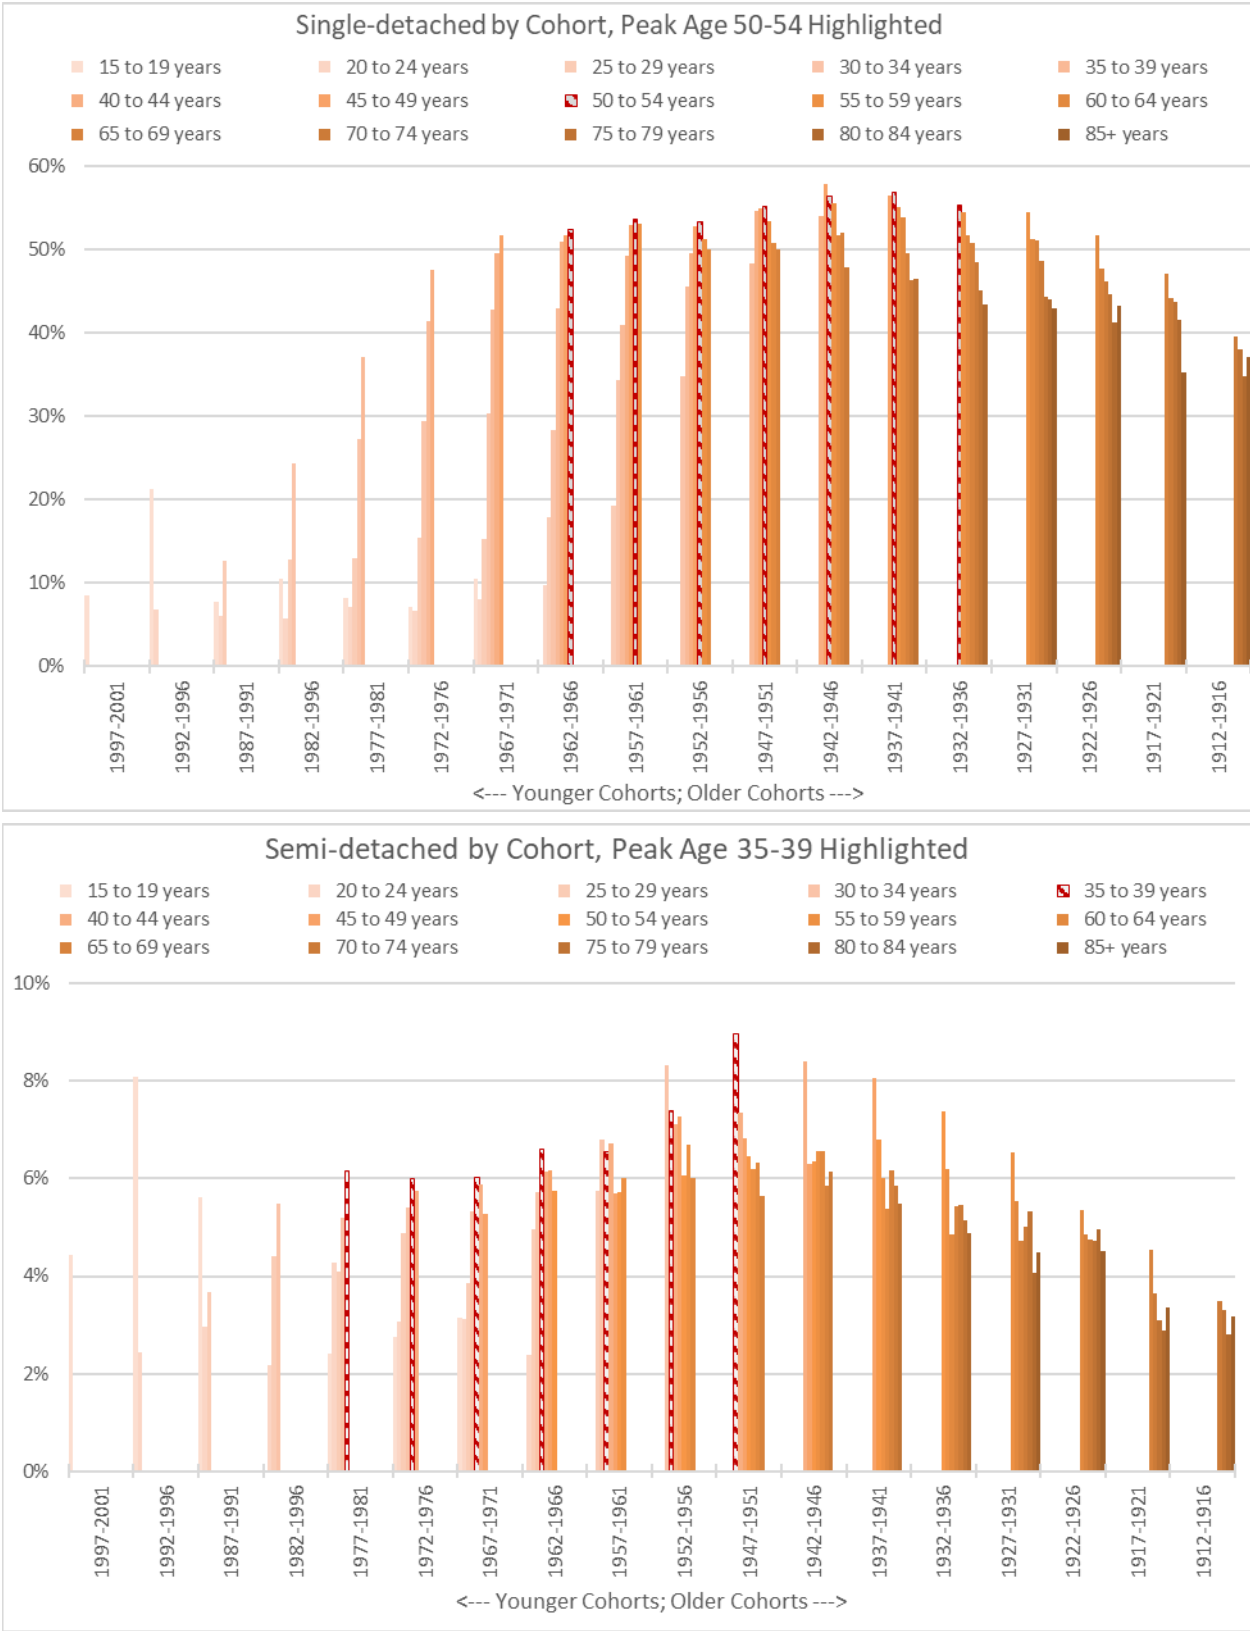 Single-detached by Cohort, Peak Age 50-54 Highlighted
15 to 19 years 20 to 24 years 25 to 29 years 30 to 34 years 35 to 39 years
40 to 44 years 45 to 49 years 50 to 54 years 55 to 59 years 60 to 64 years
65 to 69 years 70 to 74 years 75 to 79 years 80 to 84 years 85+ years
60%
50%
40%
30%
20%
10%
0%
1997-2001 1992-1996 1987-1991 1982-1996 1977-1981 1972-1976 1967-1971 1962-1966 1957-1961 1952-1956 1947-1951 1942-1946 1937-1941 1932-1936 1927-1931 1922-1926 1917-1921 1912-1916
<--- Younger Cohorts; Older Cohorts --->
Semi-detached by Cohort, Peak Age 35-39 Highlighted
15 to 19 years 20 to 24 years 25 to 29 years 30 to 34 years 35 to 39 years
40 to 44 years 45 to 49 years 50 to 54 years 55 to 59 years 60 to 64 years
65 to 69 years 70 to 74 years 75 to 79 years 80 to 84 years 85+ years
10%
8%
6%
4%
2%
0%
1997-2001 1992-1996 1987-1991 1982-1996 1977-1981 1972-1976 1967-1971 1962-1966 1957-1961 1952-1956 1947-1951 1942-1946 1937-1941 1932-1936 1927-1931 1922-1926 1917-1921 1912-1916
<--- Younger Cohorts; Older Cohorts --->